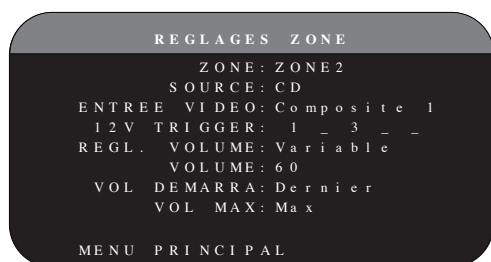 REGLAGES ZONE
ZONE: ZONE2
SOURCE: CD
ENTREE VIDEO: Composite 1
12V TRIGGER: 1 _ 3 _ _
REGL. VOLUME: Variable
VOLUME: 60
VOL DEMARRA: Dernier
VOL MAX: Max
MENU PRINCIPAL